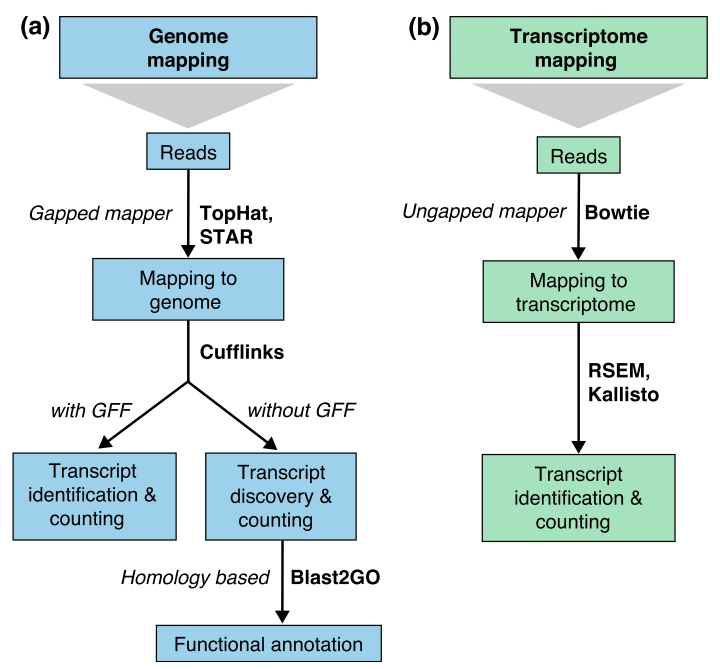 (a)
Genome
mapping
Reads
Gapped mapper
TopHat,
STAR
Mapping to
genome
Cufflinks
with GFF
without GFF
Transcript
identification &
counting
Transcript
discovery &
counting
Homology based
Blast2GO
Functional annotation
(b)
Transcriptome
mapping
Reads
Ungapped mapper
Bowtie
Mapping to
transcriptome
RSEM,
Kallisto
Transcript
identification &
counting